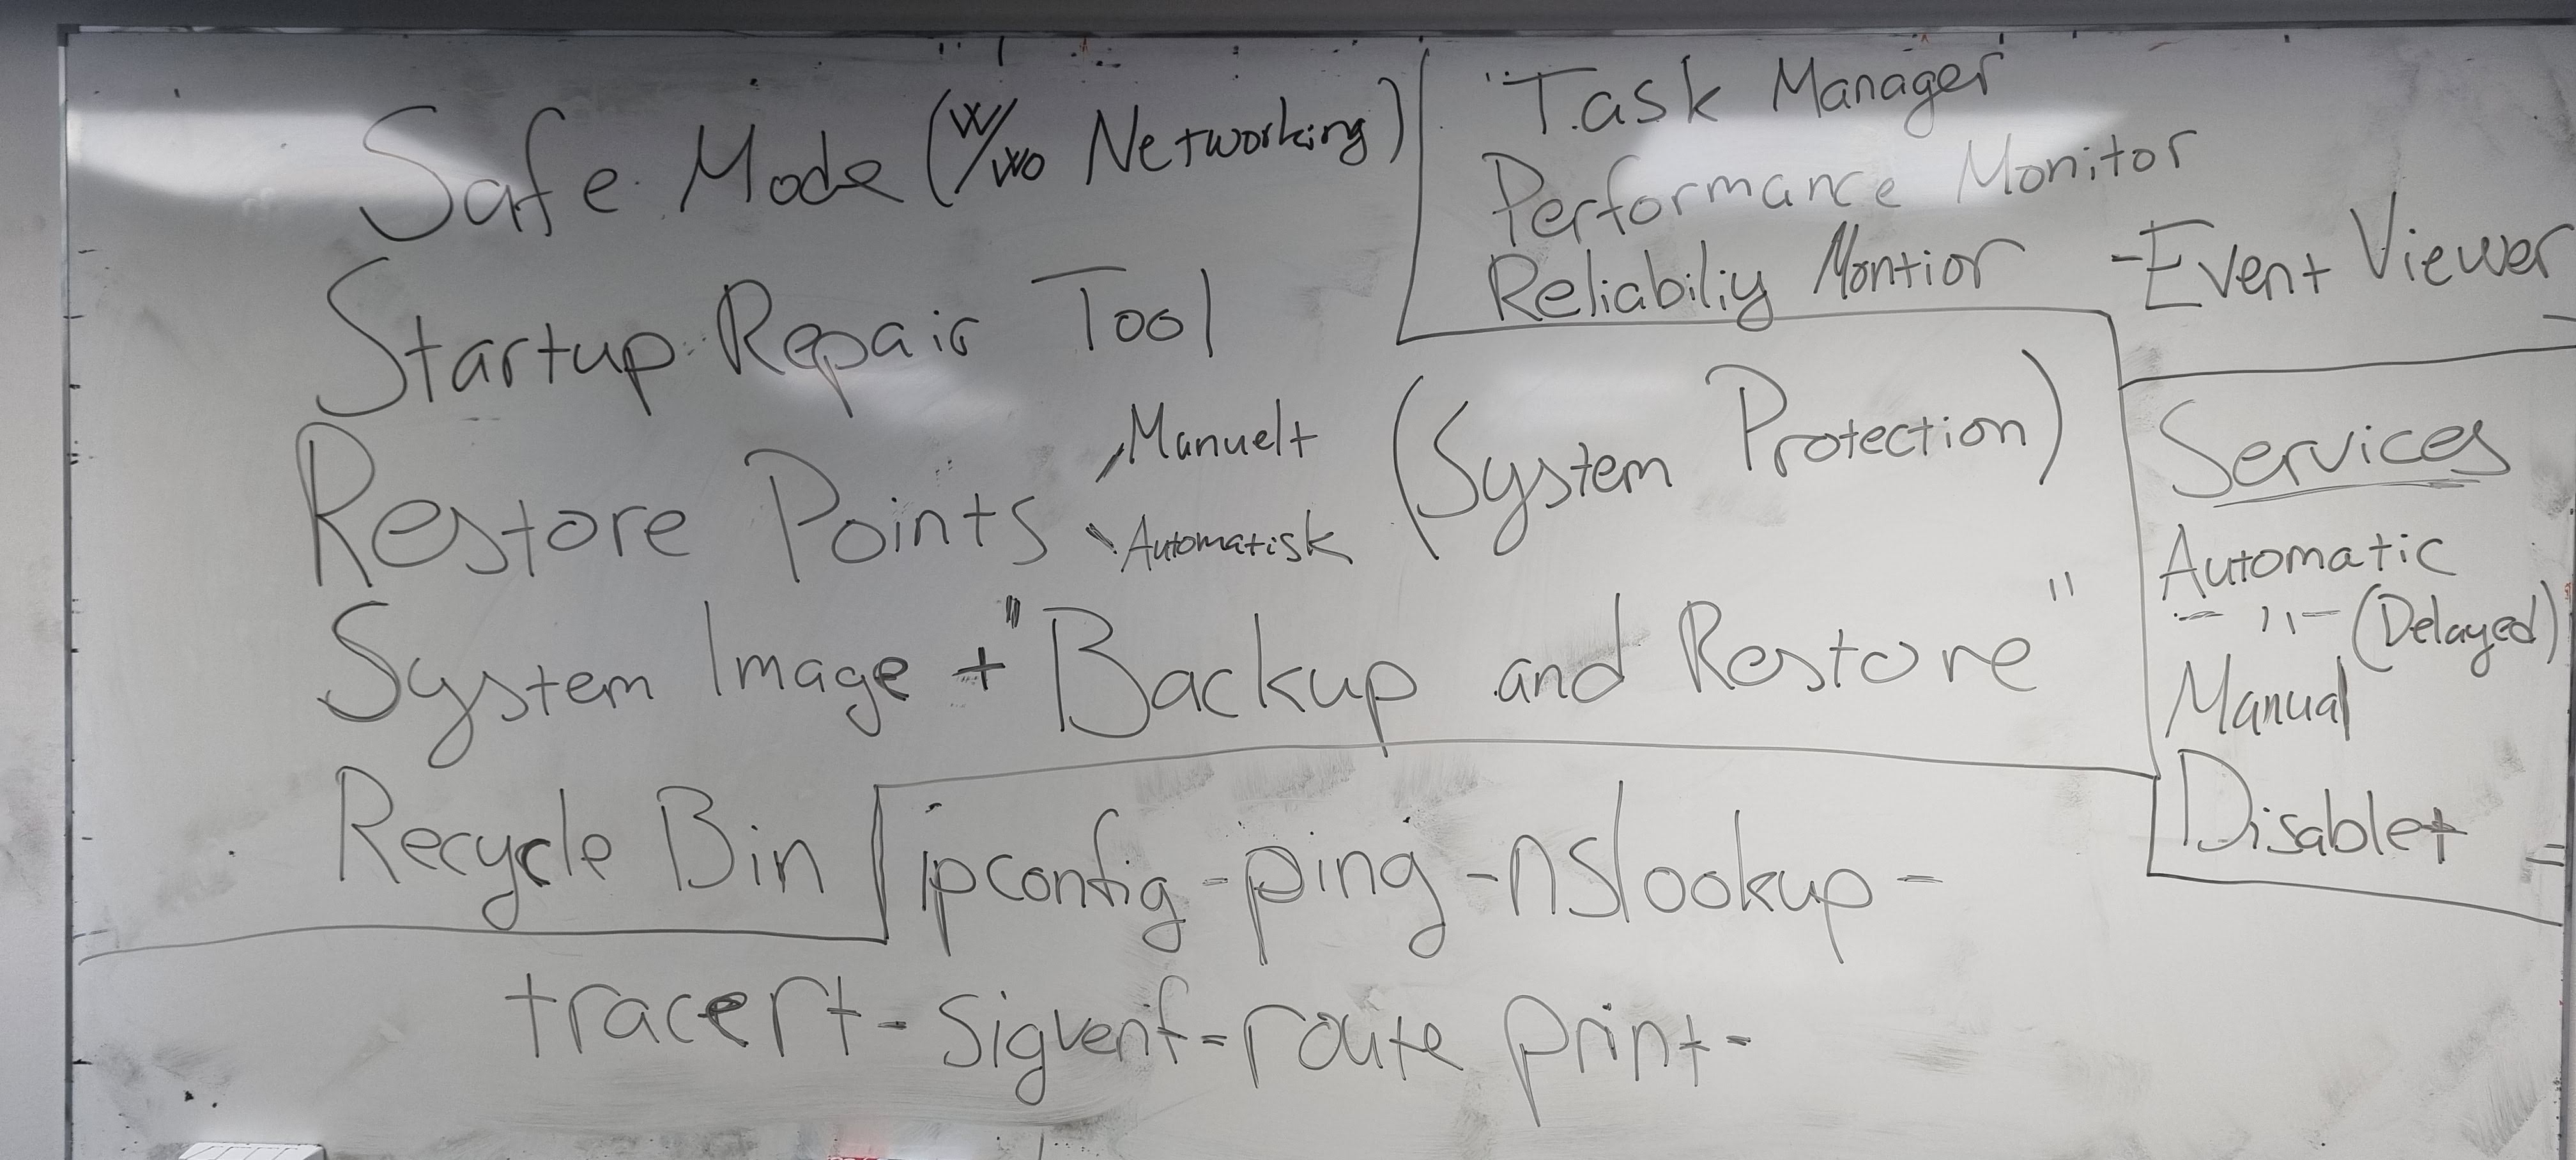 Safe Mode (w/wo Networking)
Startup Repair Tool
Restore Points
Manuelt
Automatisk
(System Protection)
System Image + "Backup and Restore"
Recycle Bin
Task Manager
Performance Monitor
Reliabiliy Montior - Event Viewer
Services
Automatic
- " - (Delayed)
Manual
Disablet
ipconfig - ping - nslookup -
tracert - sigverif - route print -